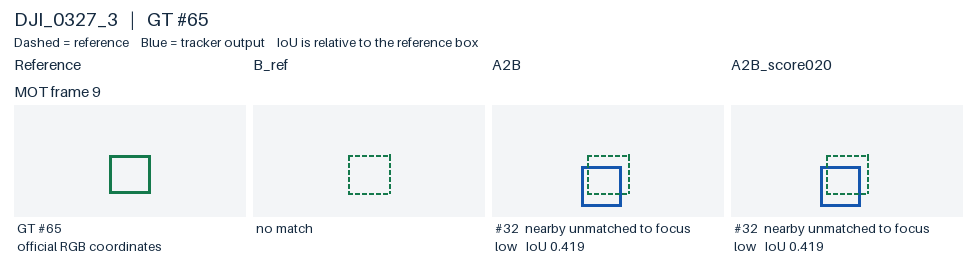 DJI_0327_3 | GT #65
Dashed = reference Blue = tracker output IoU is relative to the reference box
Reference B_ref A2B A2B_score020
MOT frame 9
GT #65 no match #32 nearby unmatched to focus #32 nearby unmatched to focus
official RGB coordinates low IoU 0.419 low IoU 0.419